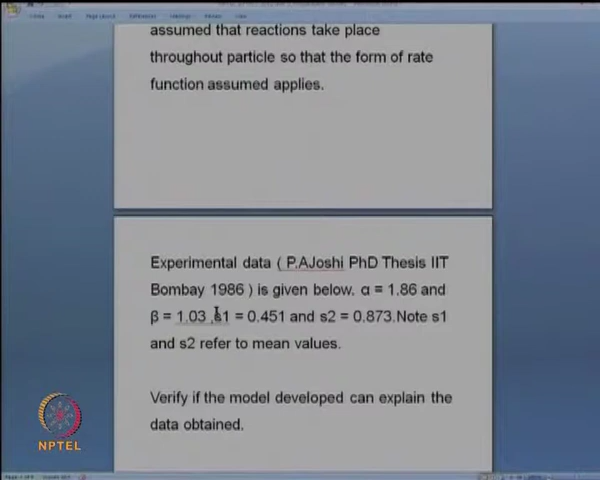 assumed that reactions take place
throughout particle so that the form of rate
function assumed applies.
Experimental data ( P.AJoshi PhD Thesis IIT
Bombay 1986 ) is given below. α = 1.86 and
β = 1.03 ,s1 = 0.451 and s2 = 0.873.Note s1
and s2 refer to mean values.
Verify if the model developed can explain the
data obtained.
NPTEL